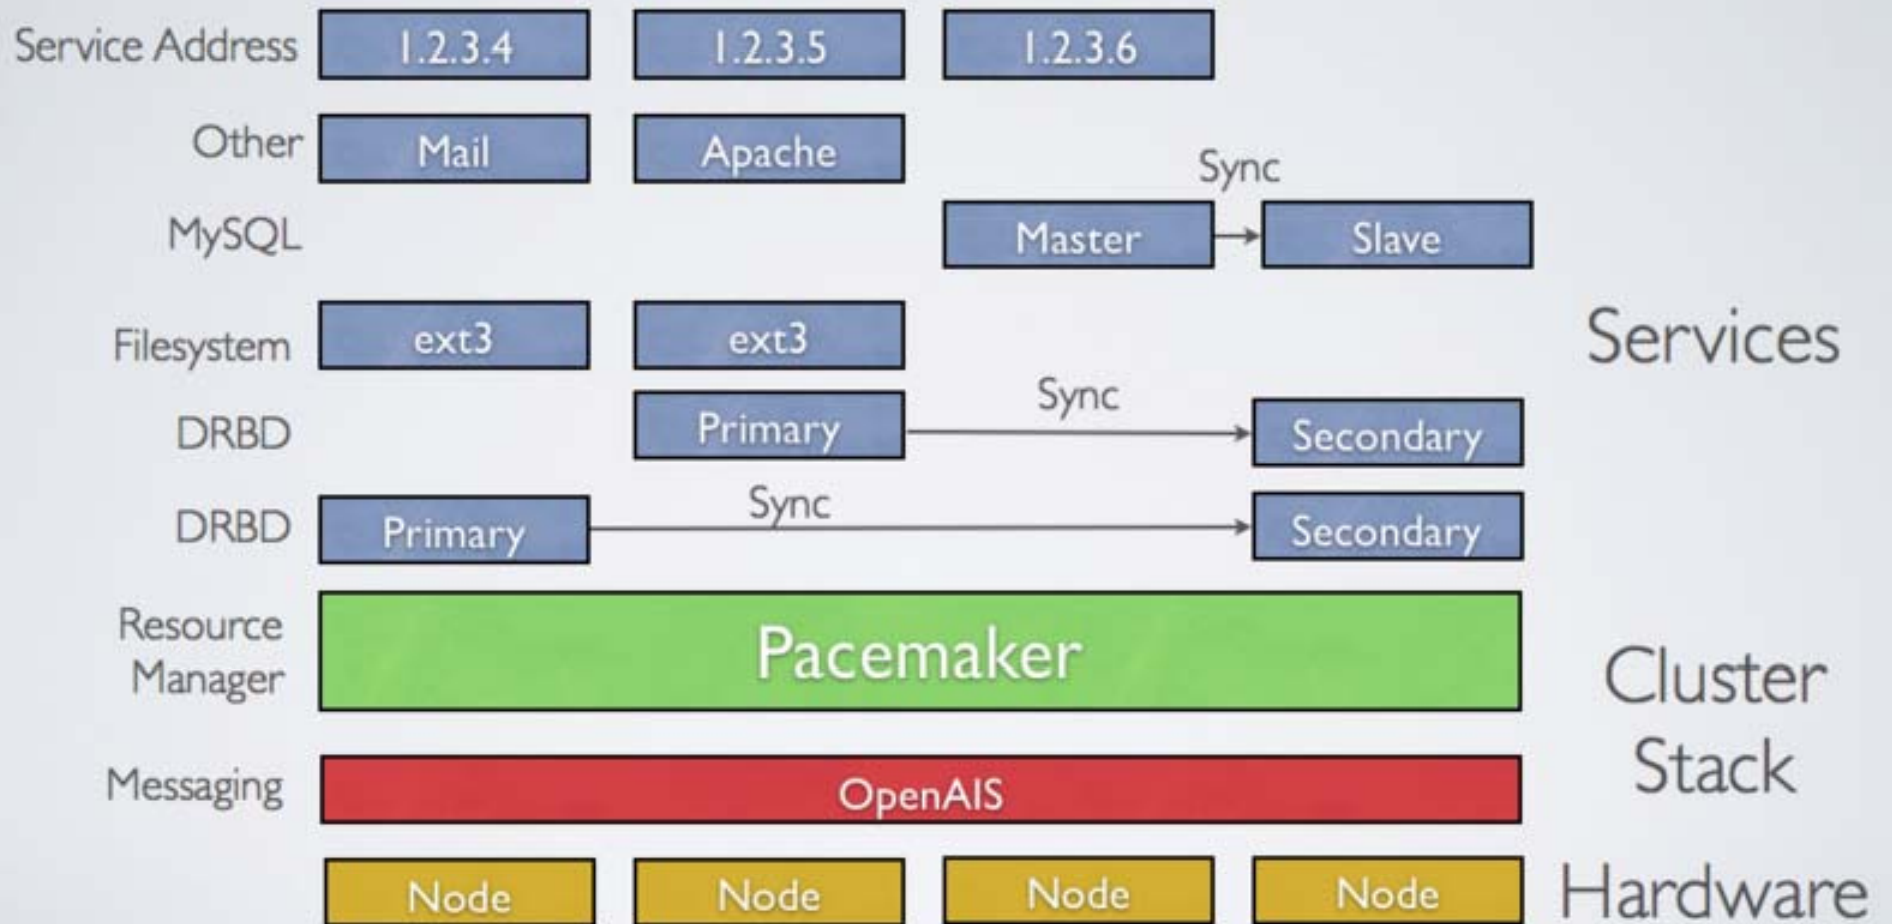 Service Address 1.2.3.4 1.2.3.5 1.2.3.6
Other Mail Apache
Sync
MySQL Master Slave
Services
Filesystem ext3 ext3
Sync
DRBD Primary Secondary
Sync
DRBD Primary Secondary
Resource
Manager
Pacemaker
Cluster
Stack
Messaging OpenAIS
Node Node Node Node Hardware